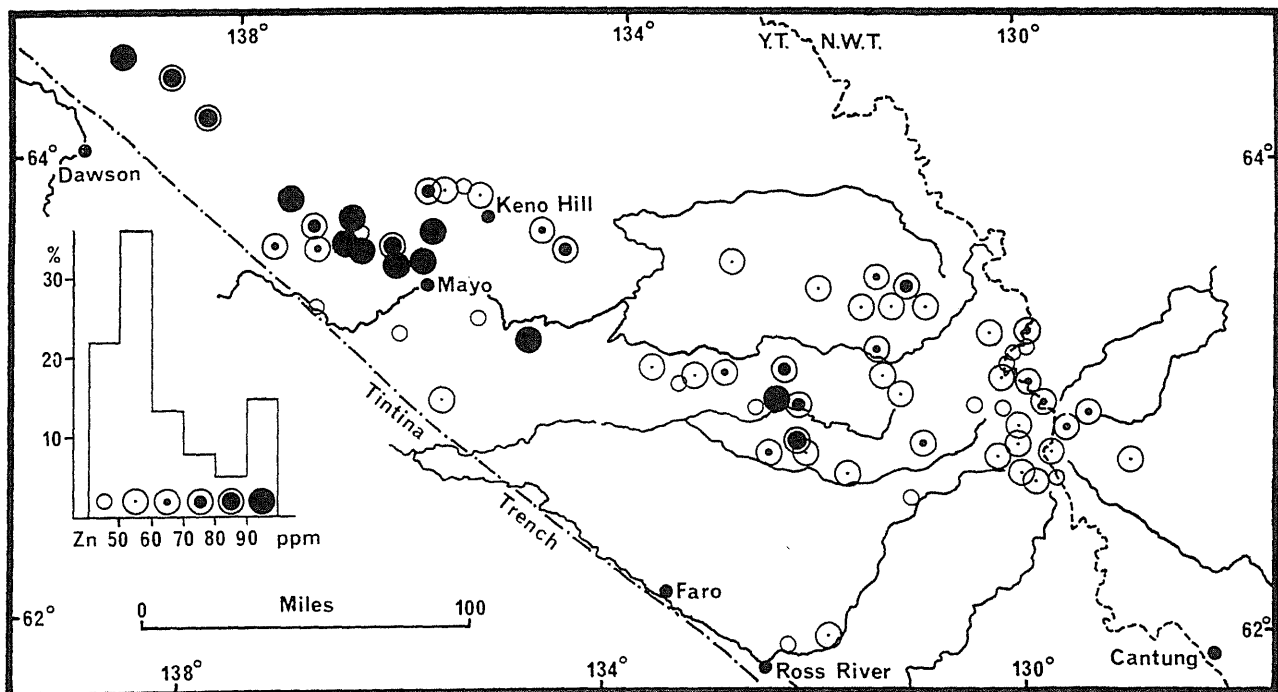 138° 134° 130°
Y.T. N.W.T.
64° 64°
Dawson
Keno Hill
%
30
Mayo
20
Tintina
10
Trench
Zn 50 60 70 80 90 ppm
Faro
0 Miles 100
62° 62°
Ross River
Cantung
138° 134° 130°